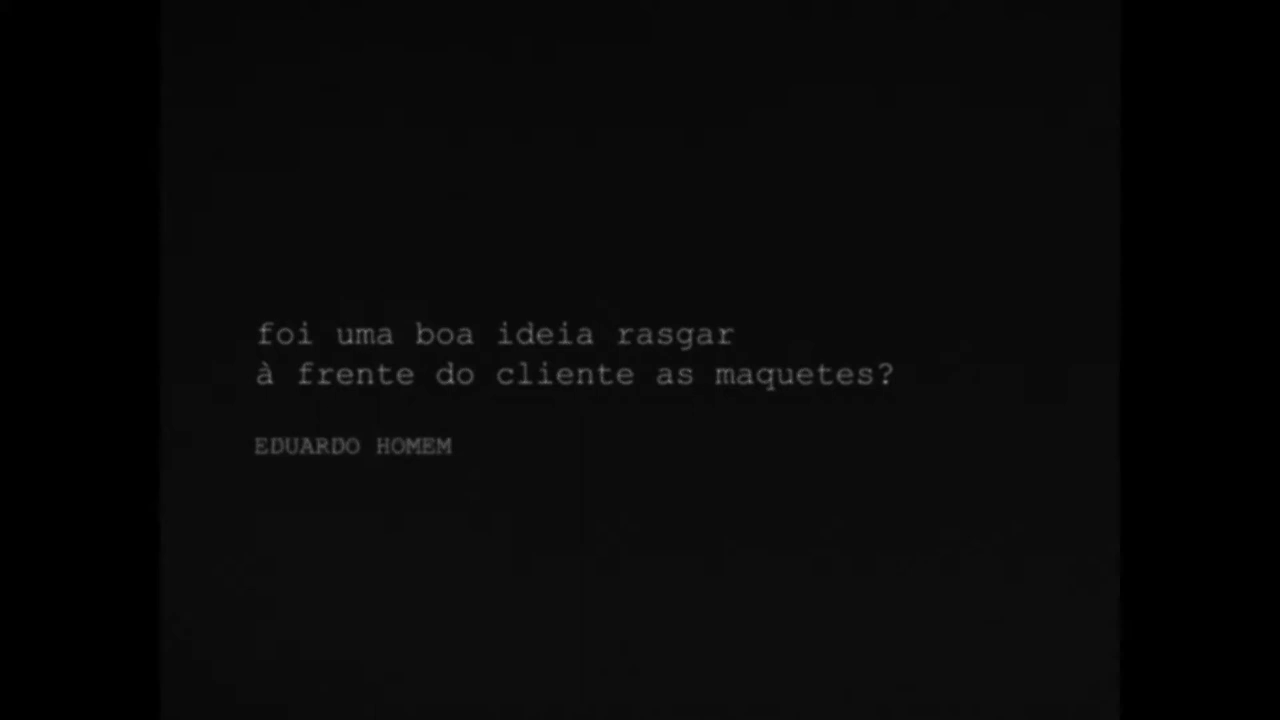 foi uma boa ideia rasgar
à frente do cliente as maquetes?
EDUARDO HOMEM